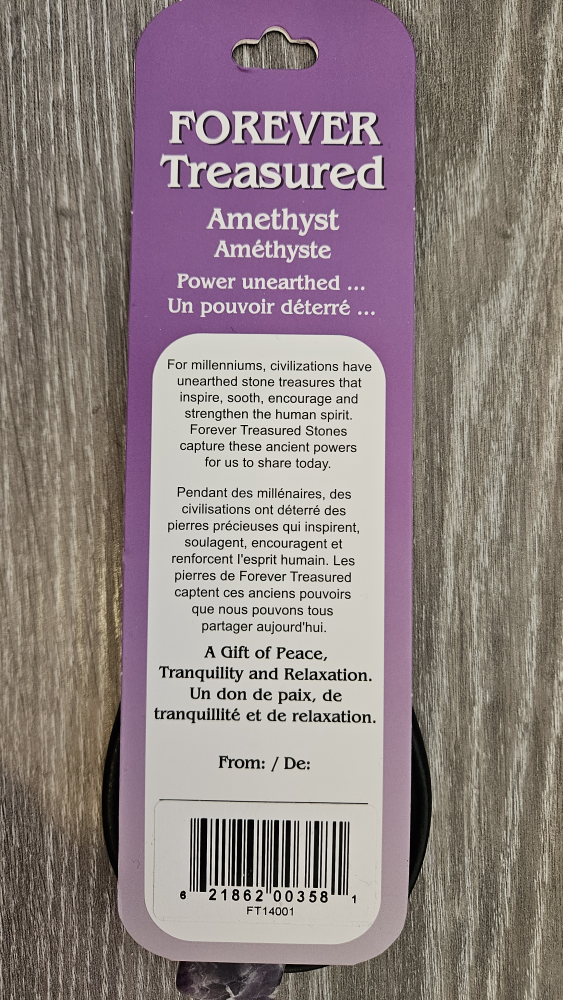 FOREVER
Treasured
Amethyst
Améthyste
Power unearthed ...
Un pouvoir déterré ...
For millenniums, civilizations have
unearthed stone treasures that
inspire, sooth, encourage and
strengthen the human spirit.
Forever Treasured Stones
capture these ancient powers
for us to share today.
Pendant des millénaires, des
civilisations ont déterré des
pierres précieuses qui inspirent,
soulagent, encouragent et
renforcent l'esprit humain. Les
pierres de Forever Treasured
captent ces anciens pouvoirs
que nous pouvons tous
partager aujourd'hui.
A Gift of Peace,
Tranquility and Relaxation.
Un don de paix, de
tranquillité et de relaxation.
From: / De:
6 21862 00358 1
FT14001